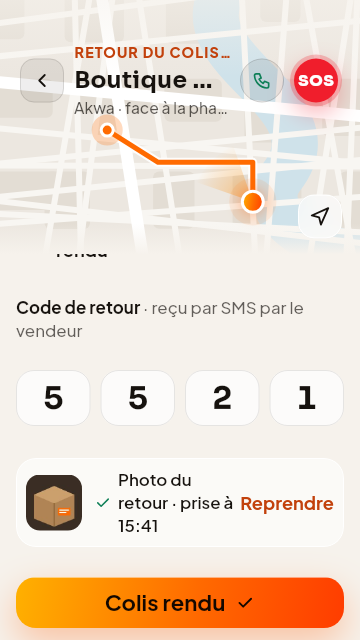 RETOUR DU COLIS…
Boutique …
Akwa · face à la pha…
SOS
rendu
Code de retour · reçu par SMS par le
vendeur
5 5 2 1
Photo du
retour · prise à
15:41
Reprendre
Colis rendu